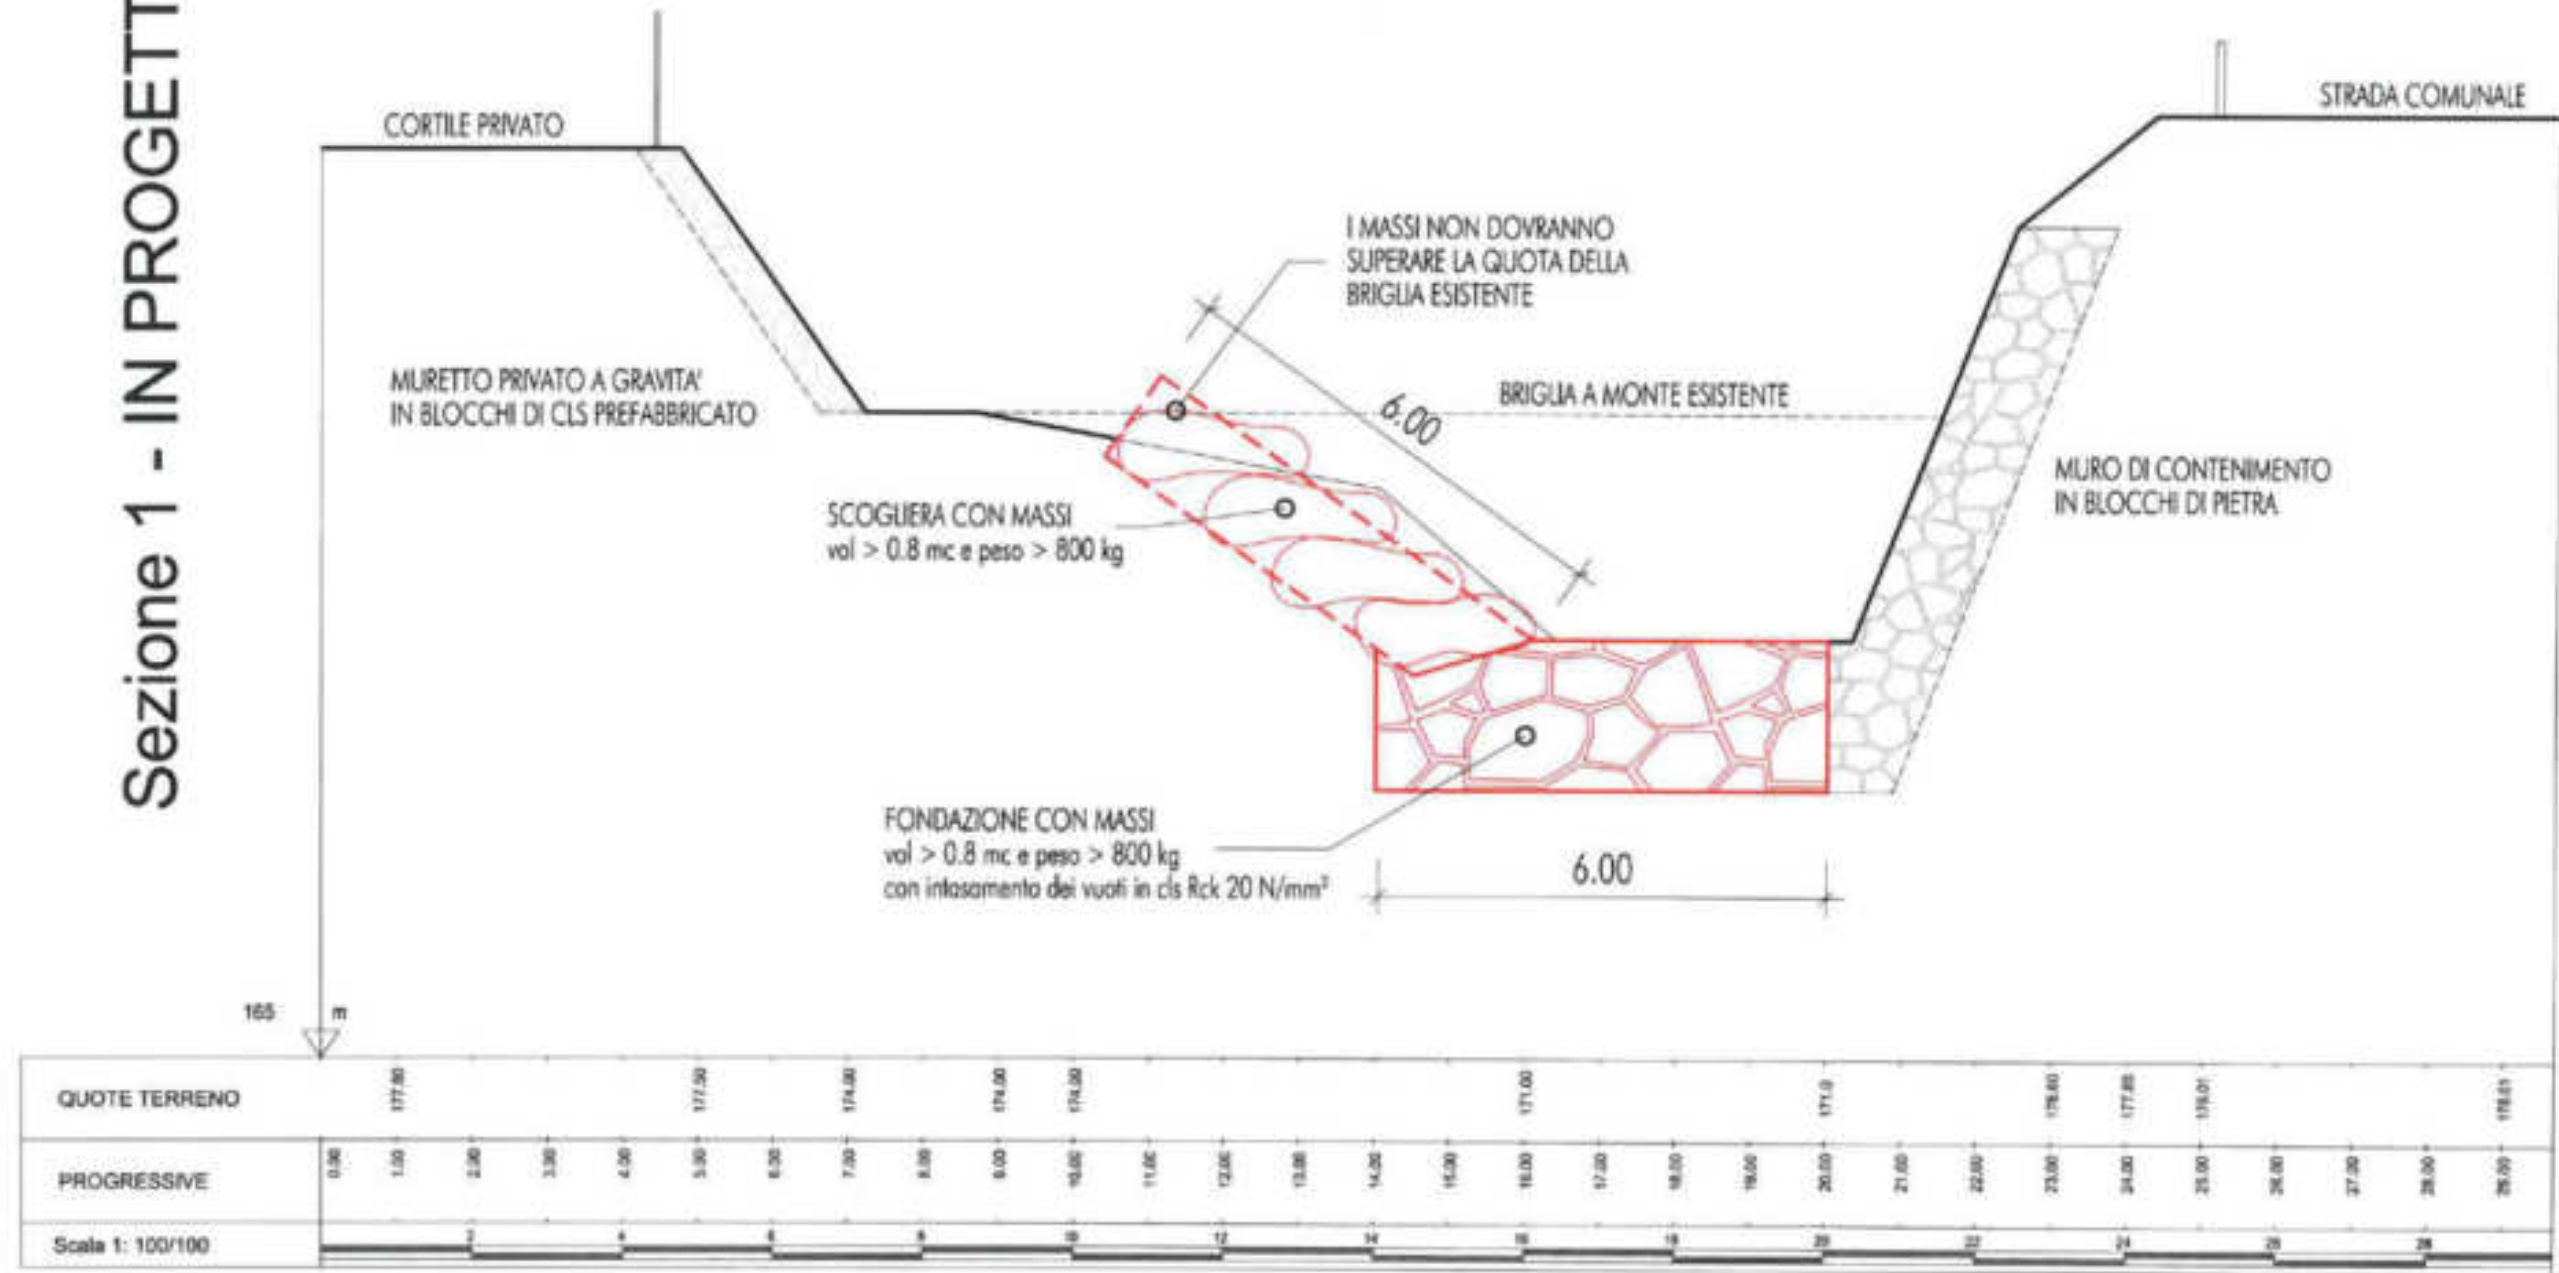 Sezione 1 - IN PROGETT
CORTILE PRIVATO
STRADA COMUNALE
I MASSI NON DOVRANNO
SUPERARE LA QUOTA DELLA
BRIGLIA ESISTENTE
MURETTO PRIVATO A GRAVITA'
IN BLOCCHI DI CLS PREFABBRICATO
6.00
BRIGLIA A MONTE ESISTENTE
MURO DI CONTENIMENTO
IN BLOCCHI DI PIETRA
SCOGLIERA CON MASSI
vol > 0.8 mc e peso > 800 kg
FONDAZIONE CON MASSI
vol > 0.8 mc e peso > 800 kg
con intasamento dei vuoti in cls Rck 20 N/mm²
6.00
165 m
QUOTE TERRENO 177.50 174.00 174.00 174.00 171.00 171.0
PROGRESSIVE 0.00 1.00 2.00 3.00 4.00 5.00 6.00 7.00 8.00 9.00 10.00 11.00 12.00 13.00 14.00 15.00 16.00 17.00 18.00 19.00 20.00 21.00 22.00 23.00 24.00 25.00 26.00 27.00 28.00 29.00
Scala 1: 100/100 2 4 6 8 10 12 14 16 18 20 22 24 26 28